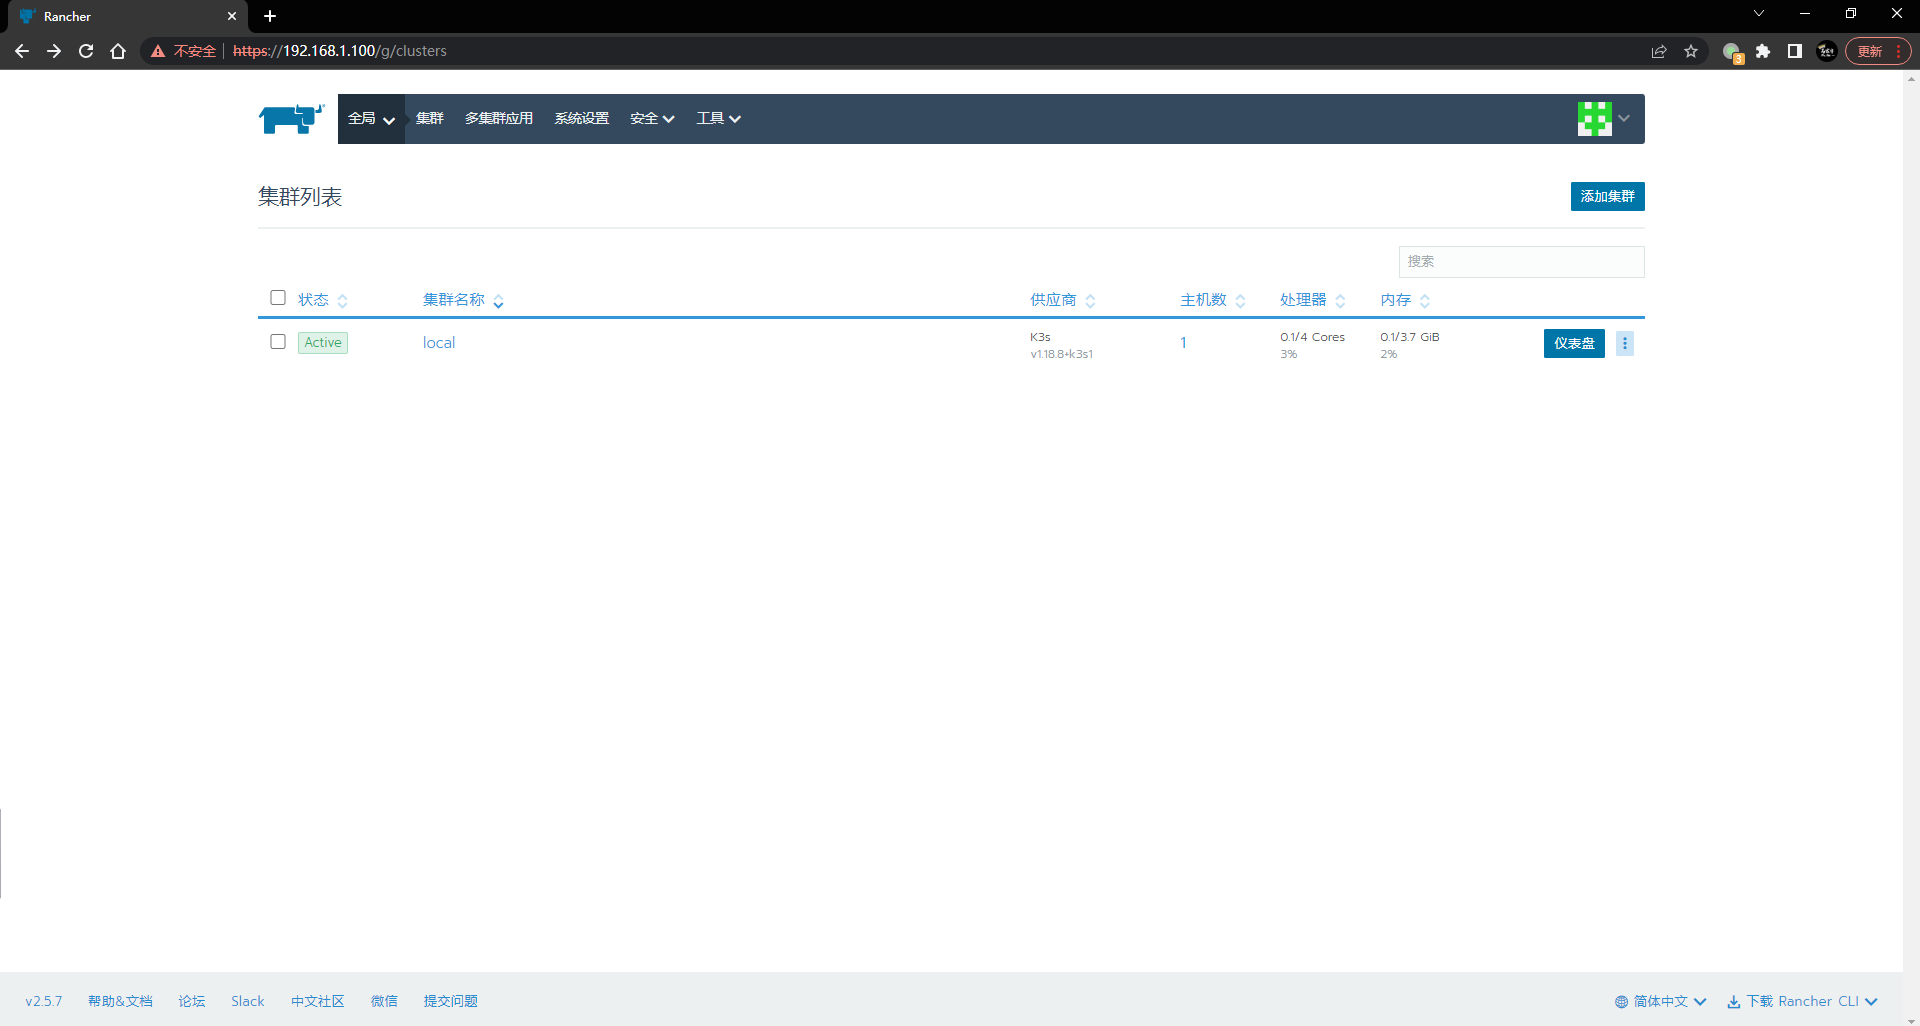 Rancher
不安全 https://192.168.1.100/g/clusters
3
更新
全局 集群 多集群应用 系统设置 安全 工具
集群列表
添加集群
搜索
状态 集群名称 供应商 主机数 处理器 内存
Active local K3s 1 0.1/4 Cores 0.1/3.7 GiB 仪表盘
v1.18.8+k3s1 3% 2%
v2.5.7 帮助&文档 论坛 Slack 中文社区 微信 提交问题 简体中文 下载 Rancher CLI